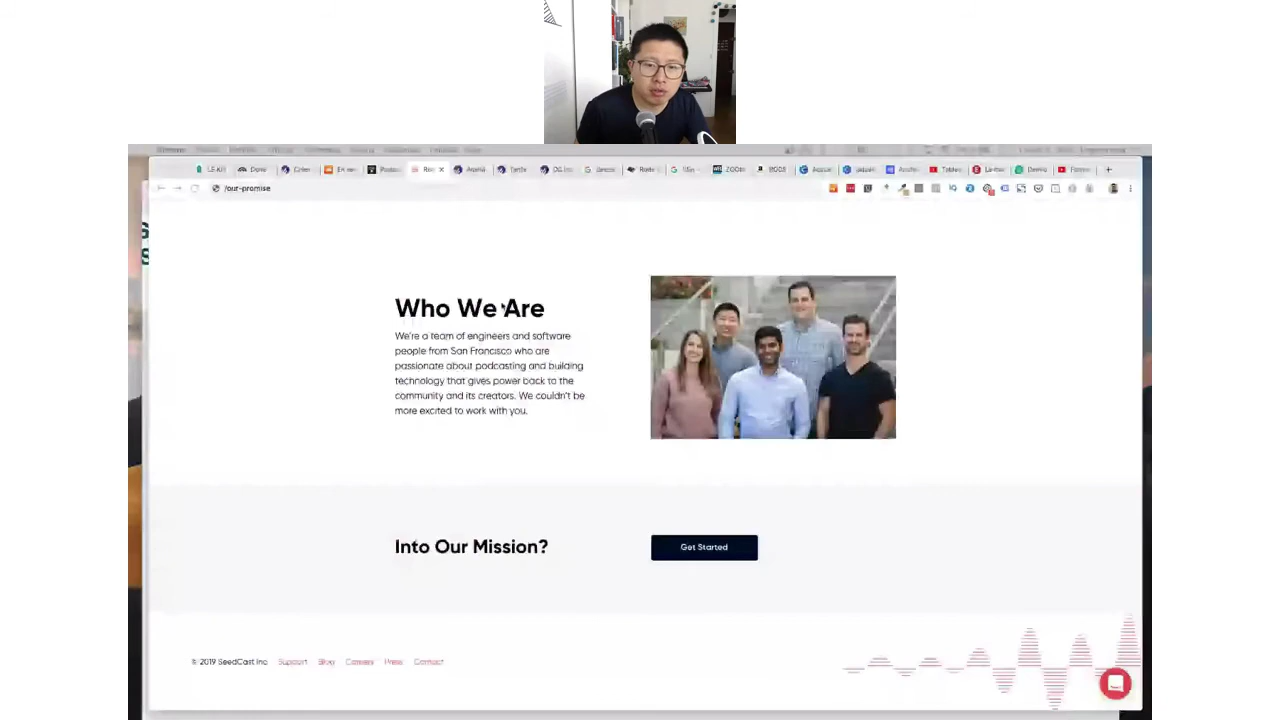 /our-promise
Who We Are
We're a team of engineers and software
people from San Francisco who are
passionate about podcasting and building
technology that gives power back to the
community and its creators. We couldn't be
more excited to work with you.
Into Our Mission?
Get Started
© 2019 SeedCast Inc Support Blog Careers Press Contact